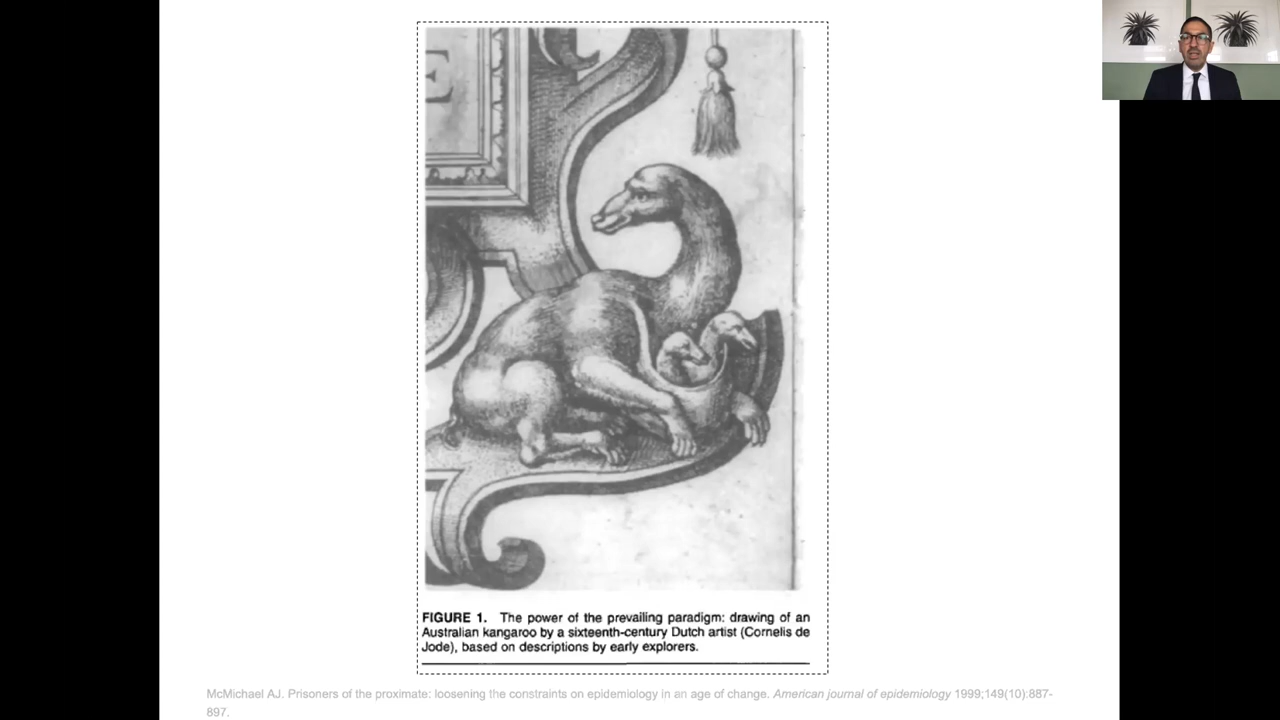 E
FIGURE 1. The power of the prevailing paradigm: drawing of an
Australian kangaroo by a sixteenth-century Dutch artist (Cornelis de
Jode), based on descriptions by early explorers.
McMichael AJ. Prisoners of the proximate: loosening the constraints on epidemiology in an age of change. American journal of epidemiology 1999;149(10):887-
897.